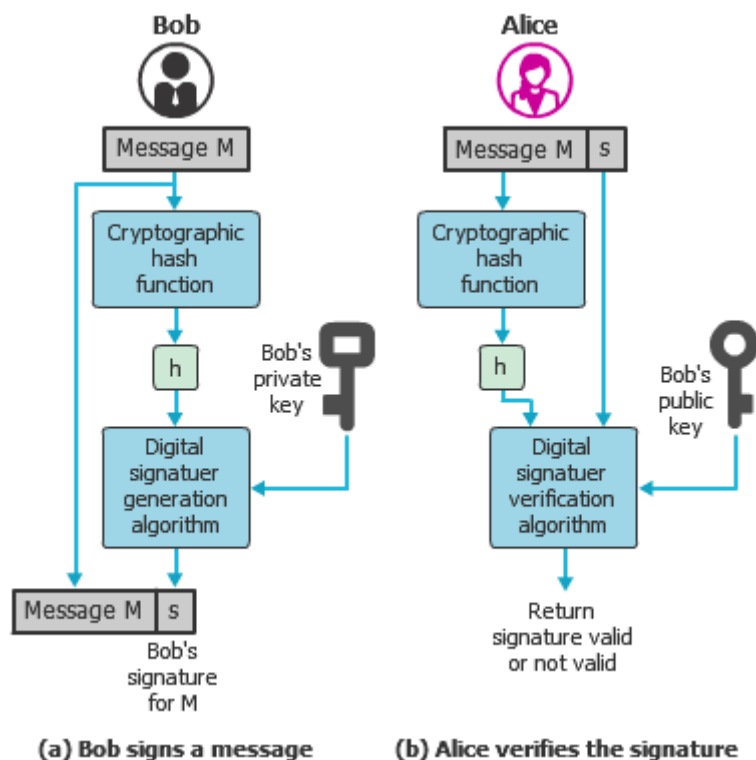 Bob
Message M
Cryptographic
hash
function
h
Bob's
private
key
Digital
signatuer
generation
algorithm
Message M
s
Bob's
signature
for M
(a) Bob signs a message
Alice
Message M
s
Cryptographic
hash
function
h
Bob's
public
key
Digital
signatuer
verification
algorithm
Return
signature valid
or not valid
(b) Alice verifies the signature